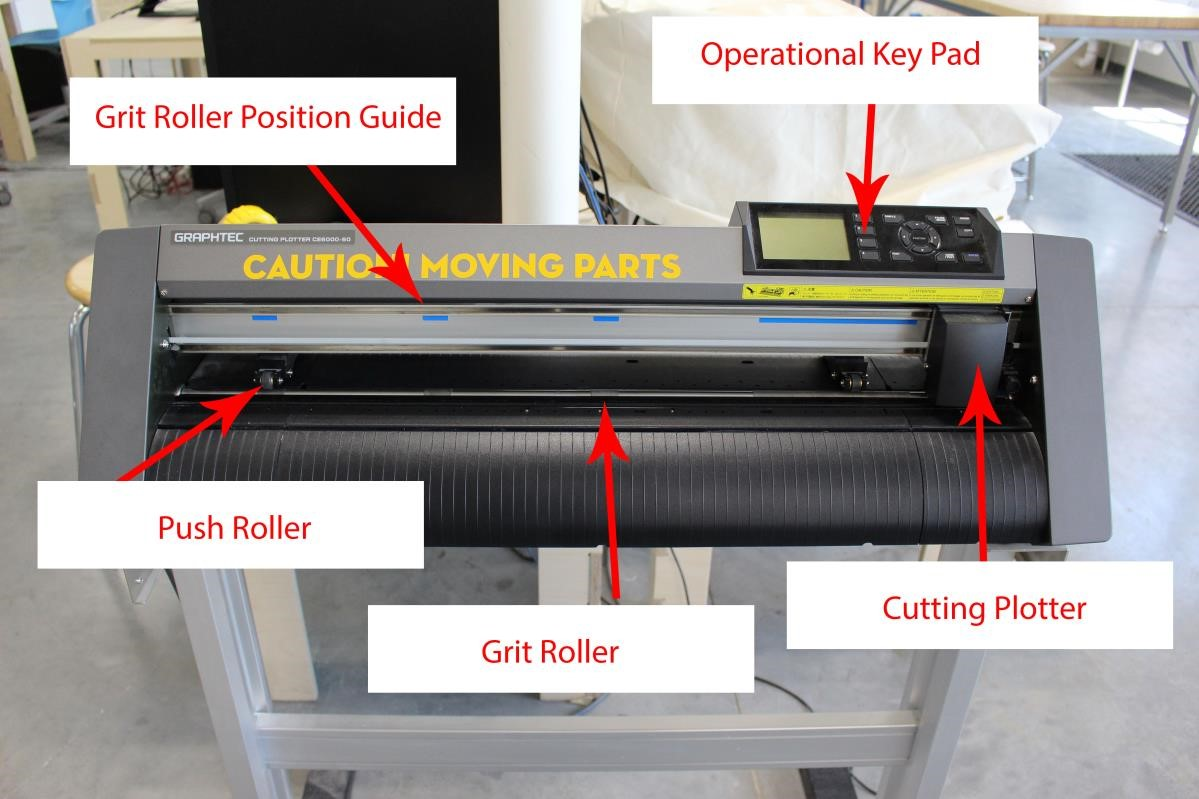 Operational Key Pad
Grit Roller Position Guide
GRAPHTEC CUTTING PLOTTER CE6000-60
CAUTION! MOVING PARTS
Push Roller
Grit Roller
Cutting Plotter